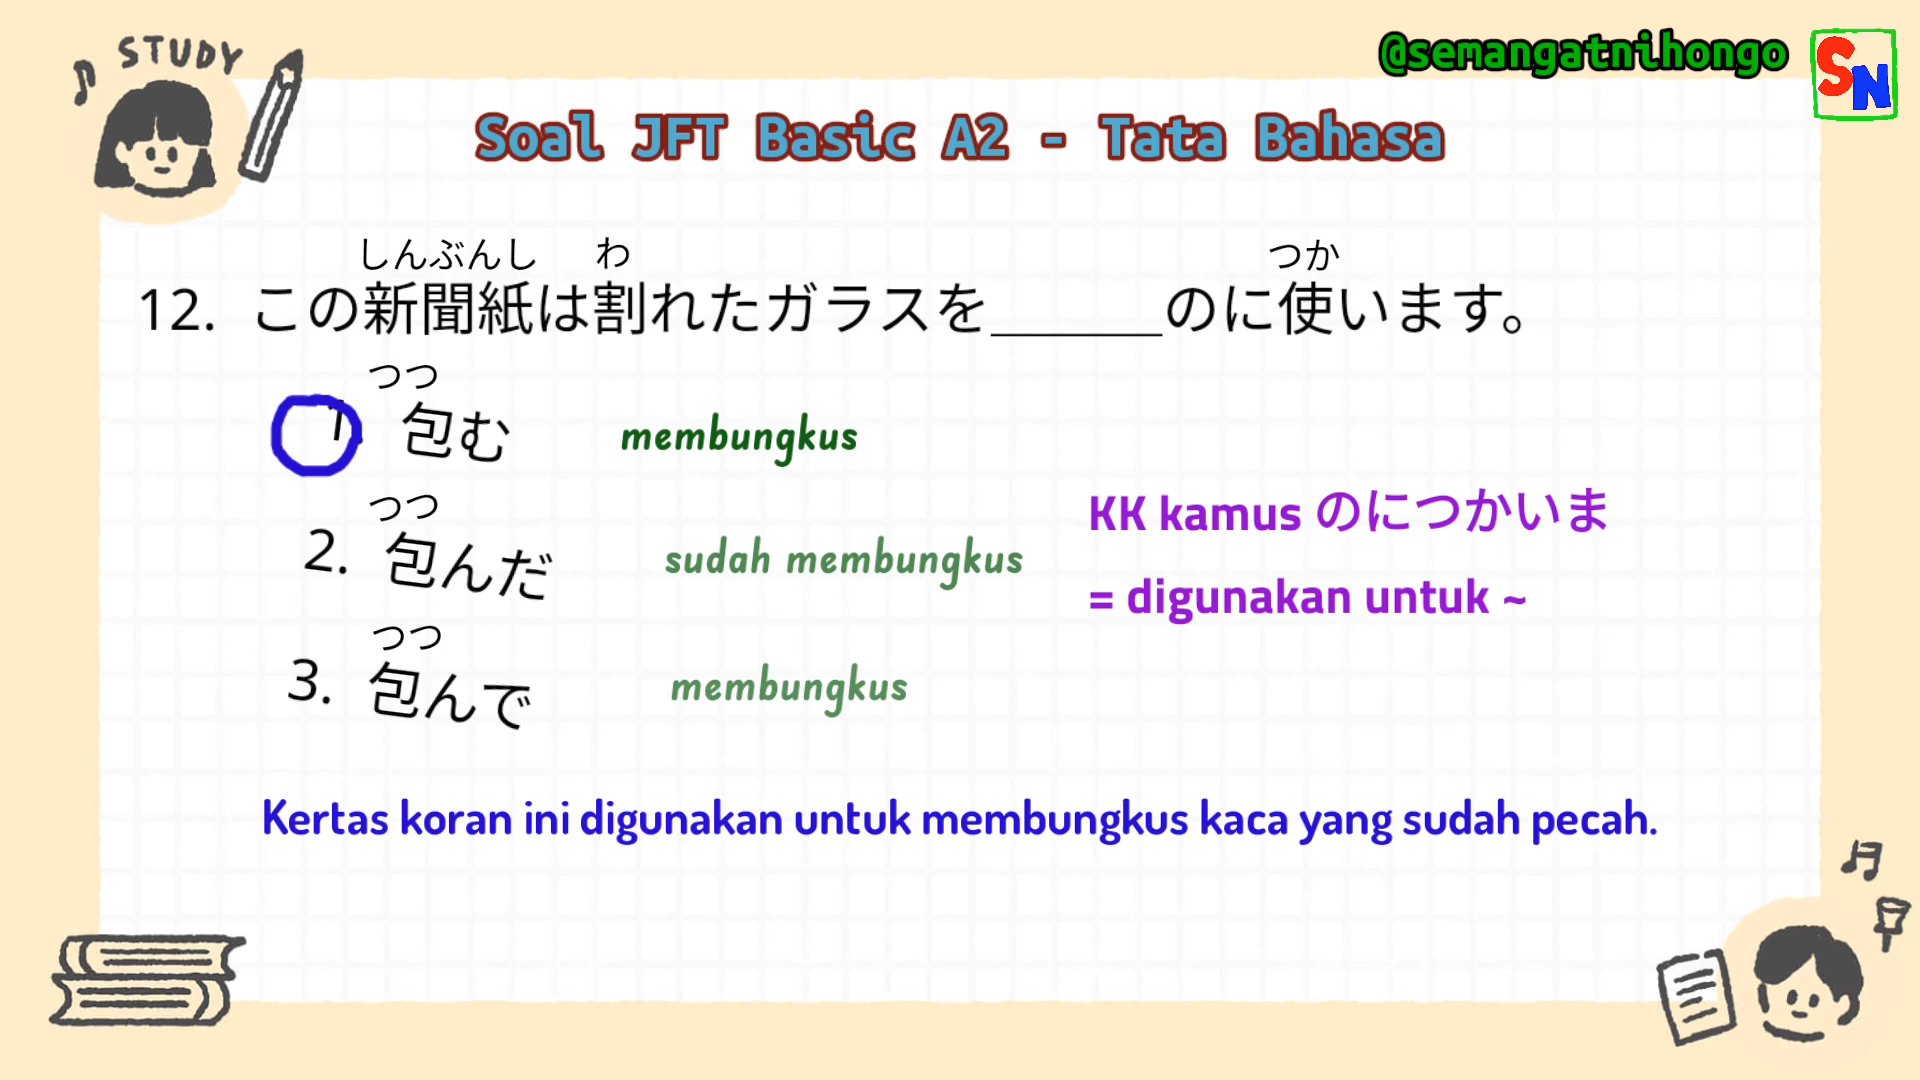 STUDY
@semangatnihongo
SN
Soal JFT Basic A2 - Tata Bahasa
しんぶんし わ つか
12. この新聞紙は割れたガラスを______のに使います。
つつ
1 包む membungkus
つつ
2. 包んだ sudah membungkus
KK kamus のにつかいま
= digunakan untuk ~
つつ
3. 包んで membungkus
Kertas koran ini digunakan untuk membungkus kaca yang sudah pecah.